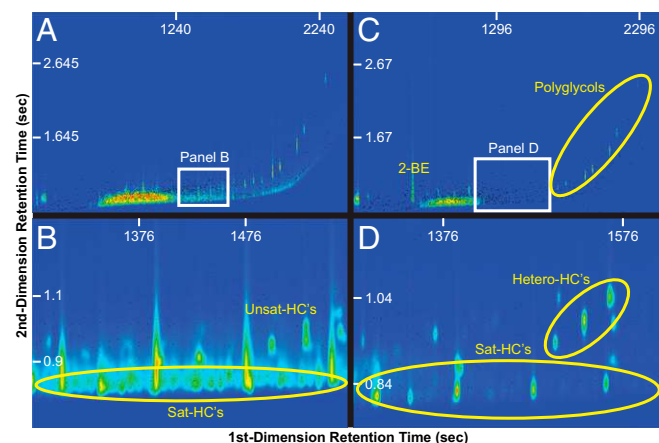 A
1240
2240
C
1296
2296
2.645
1.645
Panel B
2.67
1.67
Polyglycols
Panel D
2-BE
2nd-Dimension Retention Time (sec)
B
1376
1476
D
1376
1576
1.1
0.9
Unsat-HC's
Sat-HC's
1.04
0.84
Hetero-HC's
Sat-HC's
1st-Dimension Retention Time (sec)